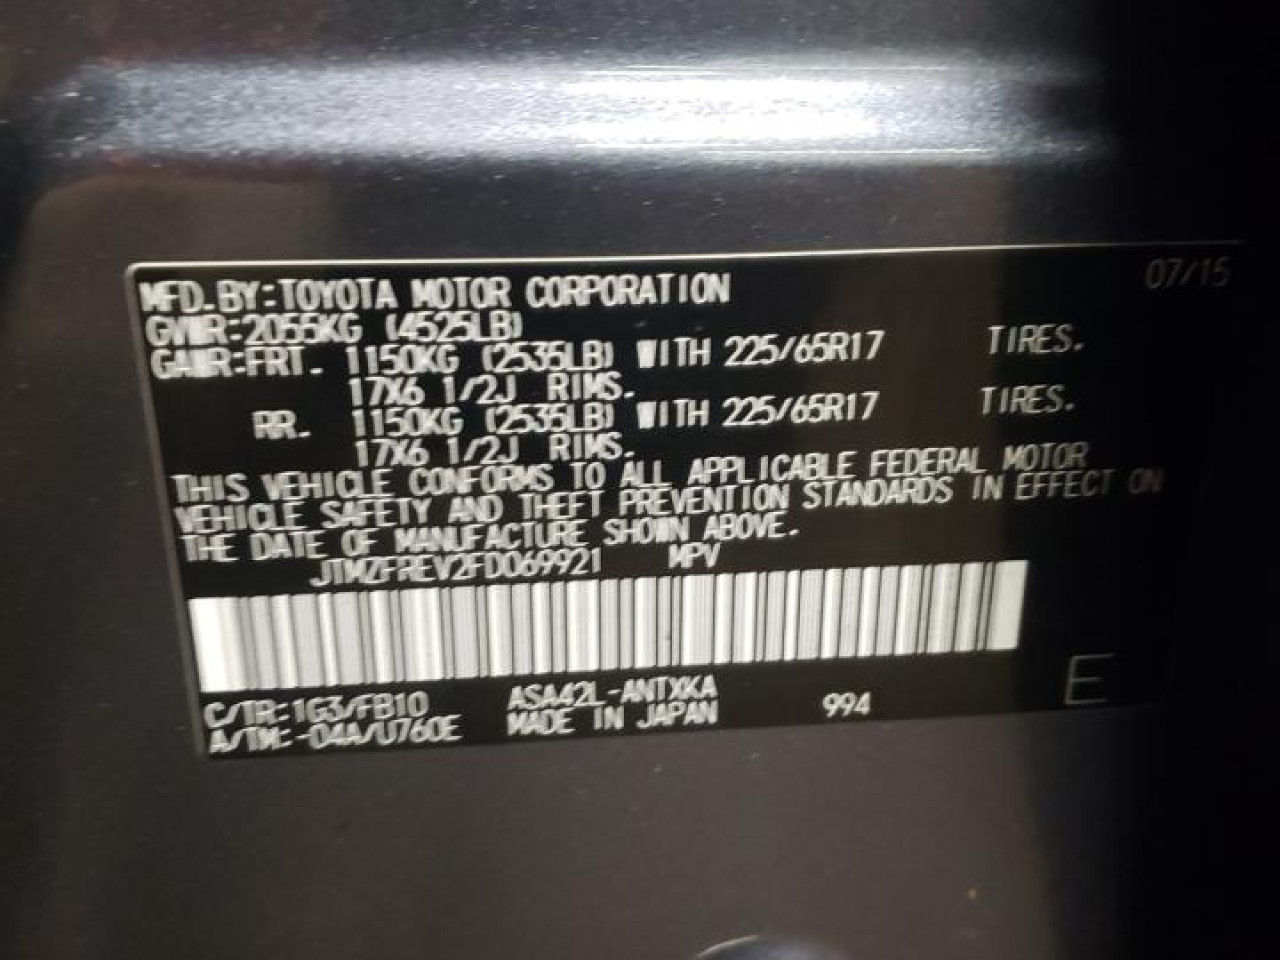 07/15
MFD.BY:TOYOTA MOTOR CORPORATION
GVWR:2055KG (4525LB)
GAWR:FRT. 1150KG (2535LB) WITH 225/65R17 TIRES.
17X6 1/2J RIMS.
RR. 1150KG (2535LB) WITH 225/65R17 TIRES.
17X6 1/2J RIMS.
THIS VEHICLE CONFORMS TO ALL APPLICABLE FEDERAL MOTOR
VEHICLE SAFETY AND THEFT PREVENTION STANDARDS IN EFFECT ON
THE DATE OF MANUFACTURE SHOWN ABOVE.
JTMZFREV2FD069921 MPV
C/TR:1G3/FB10 ASA42L-ANTXKA 994 E
A/TM:-04A/U760E MADE IN JAPAN